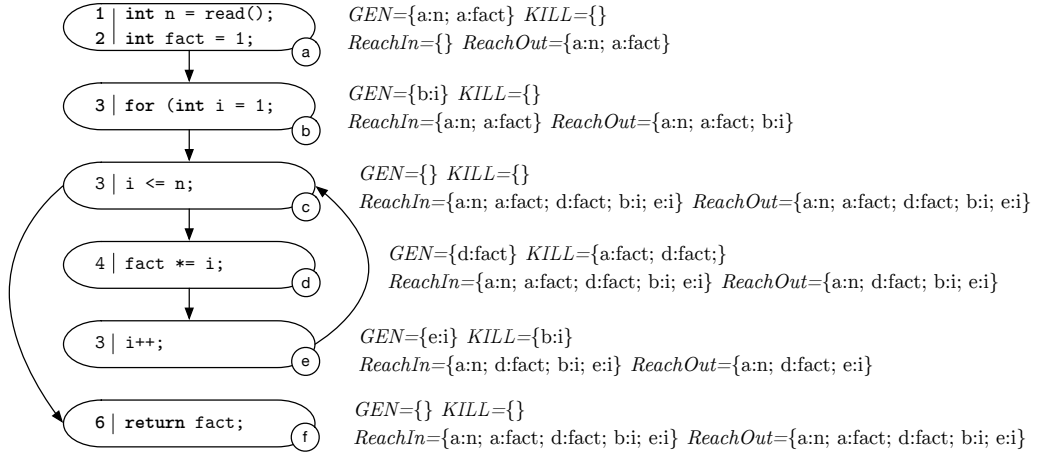 1 | int n = read();
2 | int fact = 1;
a
GEN={a:n; a:fact} KILL={}
ReachIn={} ReachOut={a:n; a:fact}
3 | for (int i = 1;
b
GEN={b:i} KILL={}
ReachIn={a:n; a:fact} ReachOut={a:n; a:fact; b:i}
3 | i <= n;
c
GEN={} KILL={}
ReachIn={a:n; a:fact; d:fact; b:i; e:i} ReachOut={a:n; a:fact; d:fact; b:i; e:i}
4 | fact *= i;
d
GEN={d:fact} KILL={a:fact; d:fact;}
ReachIn={a:n; a:fact; d:fact; b:i; e:i} ReachOut={a:n; d:fact; b:i; e:i}
3 | i++;
e
GEN={e:i} KILL={b:i}
ReachIn={a:n; d:fact; b:i; e:i} ReachOut={a:n; d:fact; e:i}
6 | return fact;
f
GEN={} KILL={}
ReachIn={a:n; a:fact; d:fact; b:i; e:i} ReachOut={a:n; a:fact; d:fact; b:i; e:i}